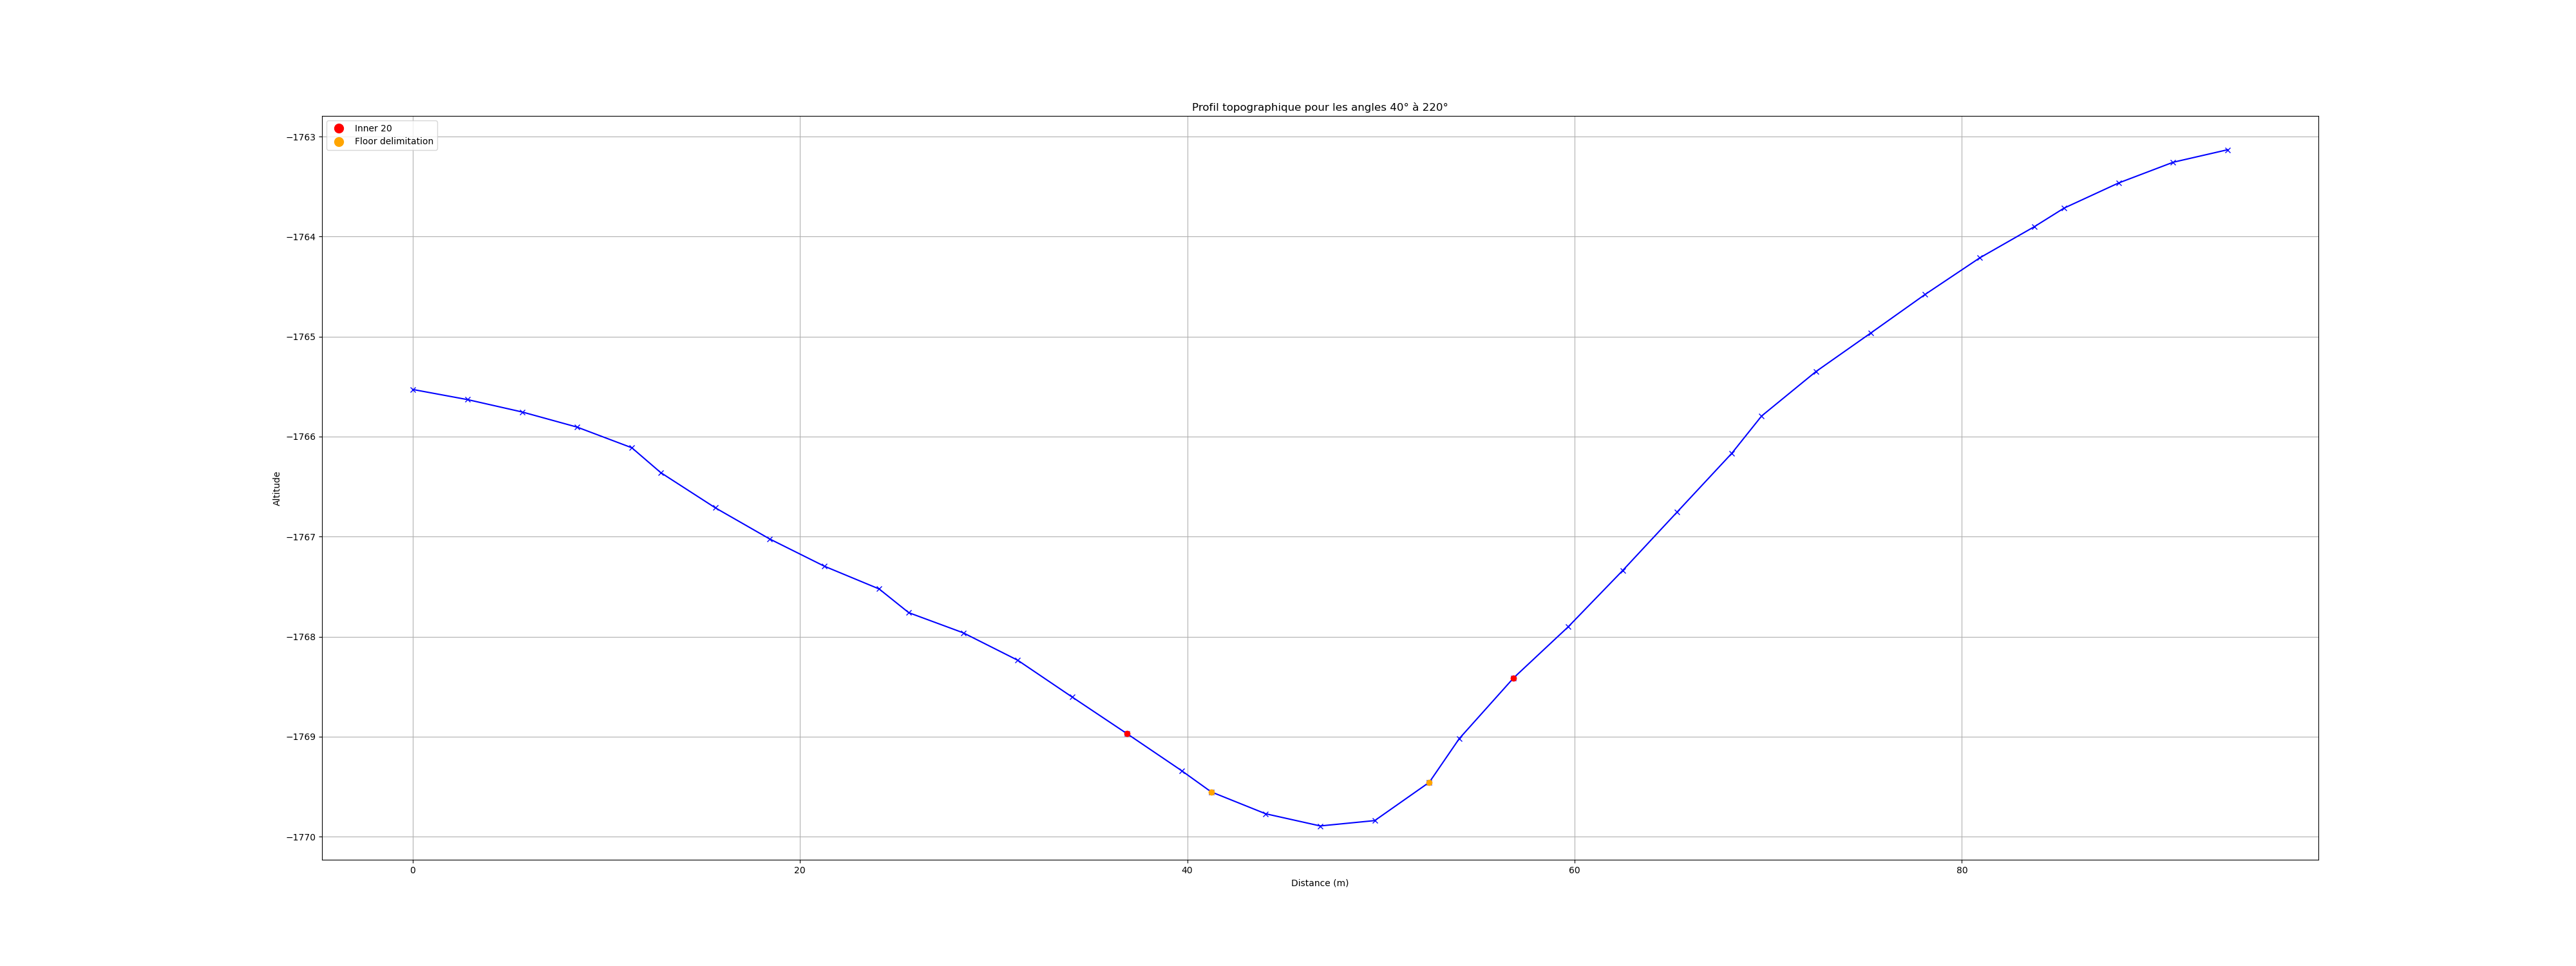 Profil topographique pour les angles 40° à 220°
Inner 20
Floor delimitation
−1763
−1764
−1765
−1766
−1767
−1768
−1769
−1770
Altitude
0 20 40 60 80
Distance (m)